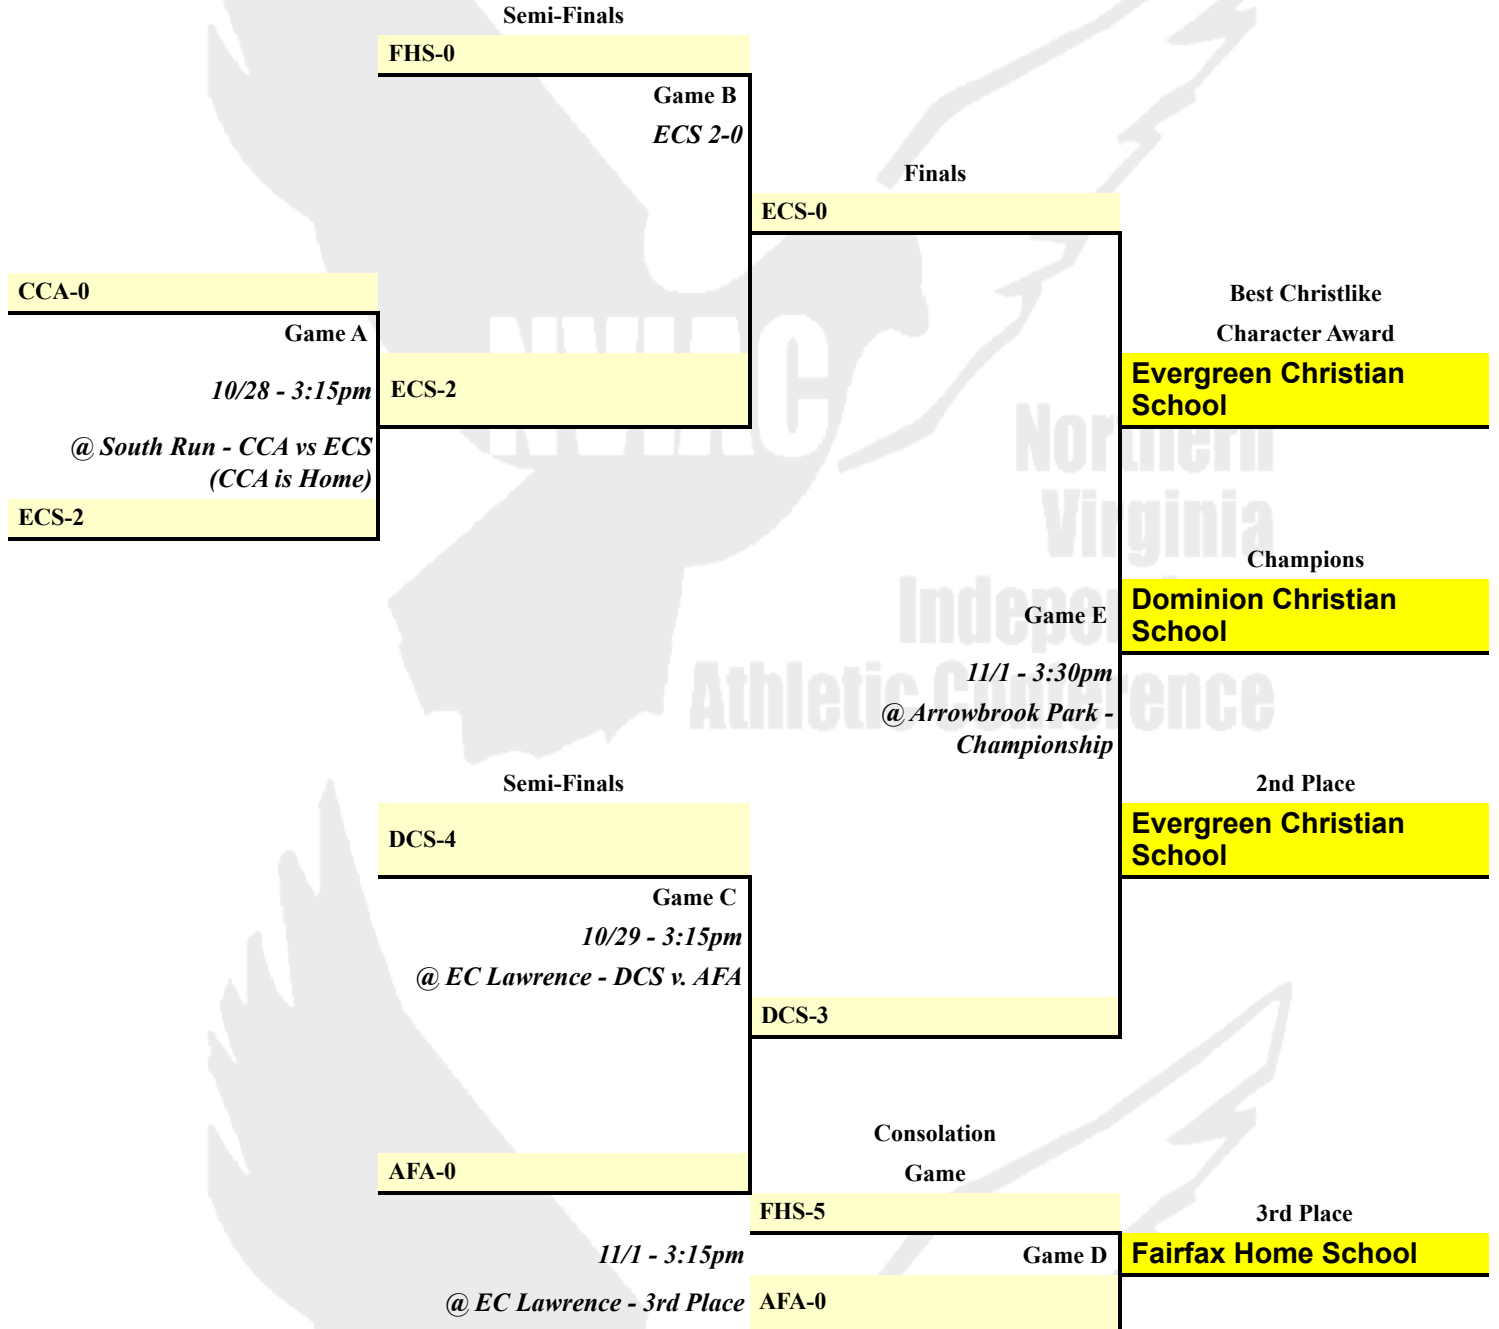 Semi-Finals
FHS-0
Game B
ECS 2-0
Finals
ECS-0
CCA-0
Game A
10/28 - 3:15pm
@ South Run - CCA vs ECS
(CCA is Home)
ECS-2
ECS-2
Best Christlike
Character Award
Evergreen Christian
School
NVIAC
Northern
Virginia
Independent
Athletic Conference
Champions
Dominion Christian
School
Game E
11/1 - 3:30pm
@ Arrowbrook Park -
Championship
Semi-Finals
DCS-4
2nd Place
Evergreen Christian
School
Game C
10/29 - 3:15pm
@ EC Lawrence - DCS v. AFA
DCS-3
AFA-0
Consolation
Game
FHS-5
3rd Place
11/1 - 3:15pm
Game D
Fairfax Home School
@ EC Lawrence - 3rd Place
AFA-0